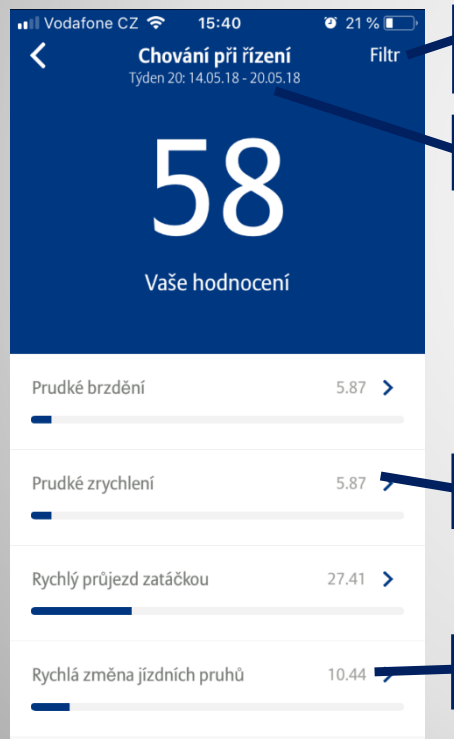 Vodafone CZ 15:40 21 %
Chování při řízení Filtr
Týden 20: 14.05.18 - 20.05.18
58
Vaše hodnocení
Prudké brzdění 5.87
Prudké zrychlení 5.87
Rychlý průjezd zatáčkou 27.41
Rychlá změna jízdních pruhů 10.44